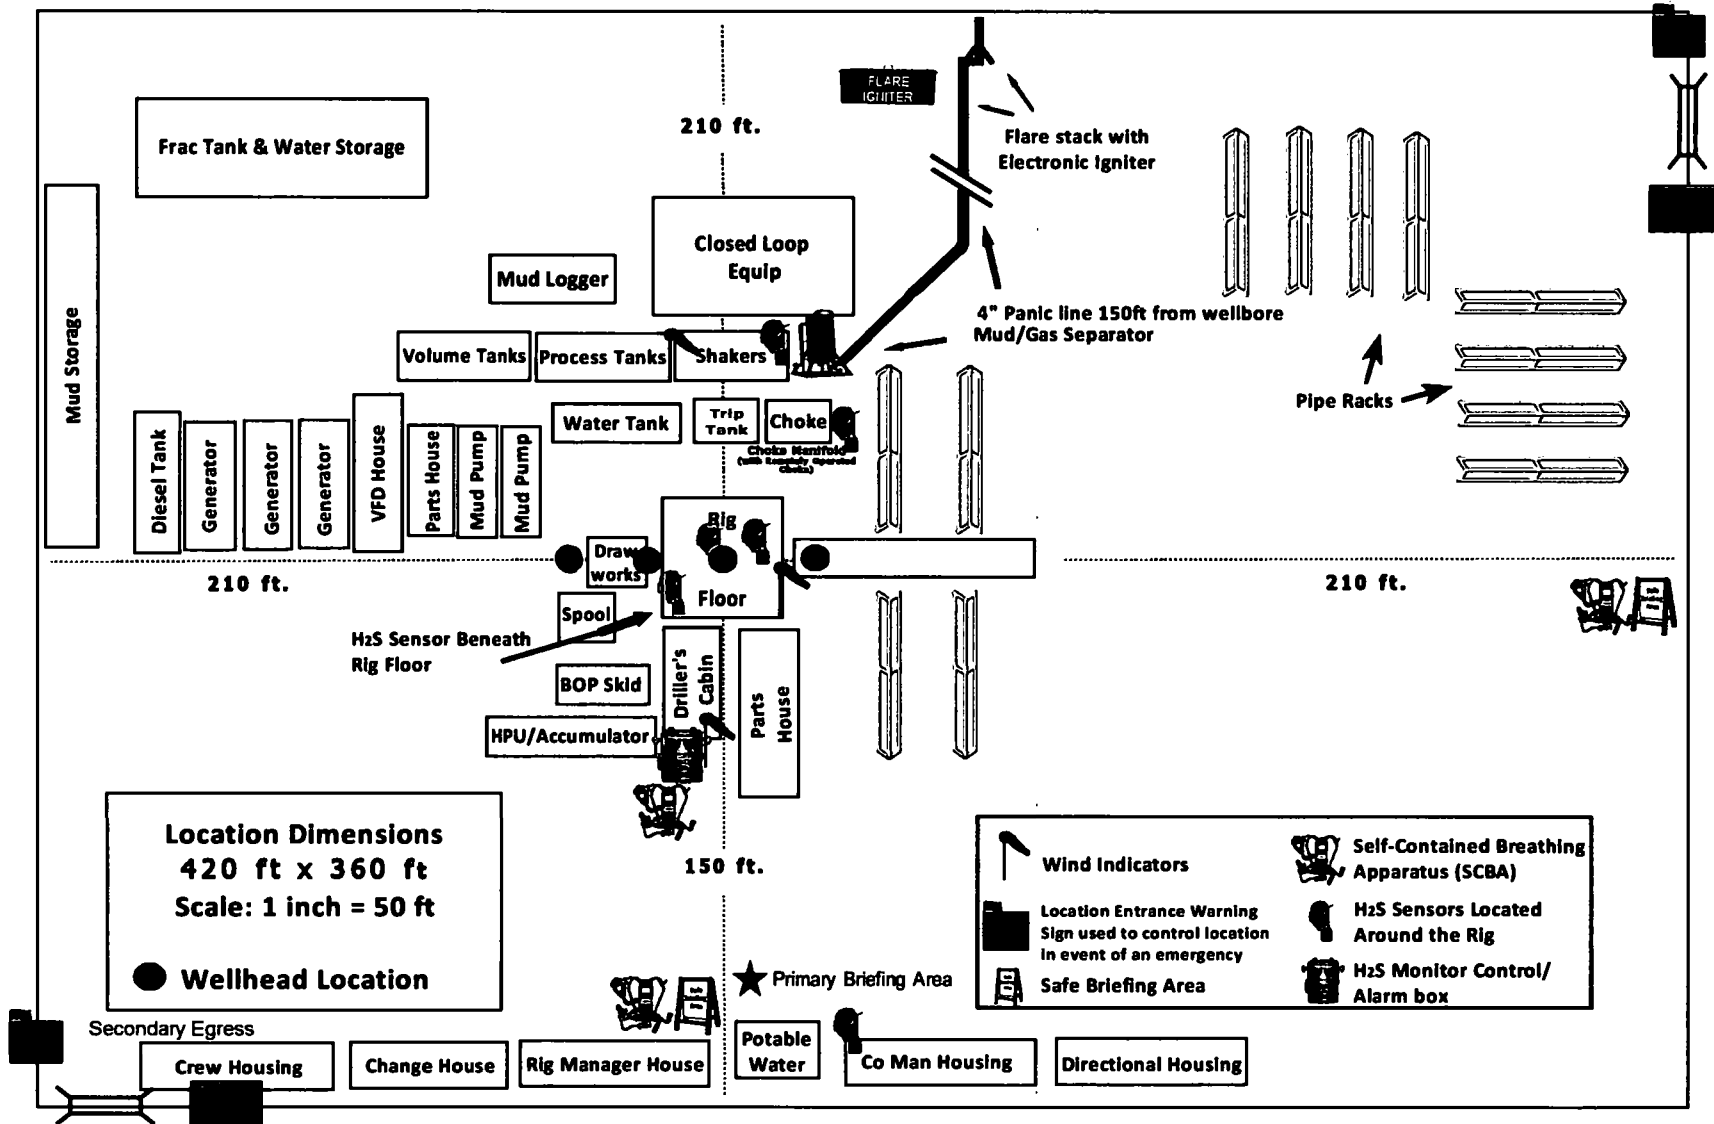 FLARE
IGNITER
210 ft.
Flare stack with
Electronic Igniter
Frac Tank & Water Storage
Closed Loop
Equip
Mud Logger
4" Panic line 150ft from wellbore
Mud/Gas Separator
Mud Storage
Volume Tanks
Process Tanks
Shakers
Pipe Racks
Water Tank
Trip
Tank
Choke
Choke Manifold
(with Remotely Operated
Choke)
Diesel Tank
Generator
Generator
Generator
VFD House
Parts House
Mud Pump
Mud Pump
Rig
Floor
Draw
works
210 ft.
210 ft.
Spool
H2S Sensor Beneath
Rig Floor
BOP Skid
Driller's
Cabin
Parts
House
HPU/Accumulator
Location Dimensions
420 ft x 360 ft
Scale: 1 inch = 50 ft
Wellhead Location
150 ft.
Wind Indicators
Self-Contained Breathing
Apparatus (SCBA)
Location Entrance Warning
Sign used to control location
in event of an emergency
H2S Sensors Located
Around the Rig
Safe Briefing Area
H2S Monitor Control/
Alarm box
Primary Briefing Area
Secondary Egress
Crew Housing
Change House
Rig Manager House
Potable
Water
Co Man Housing
Directional Housing